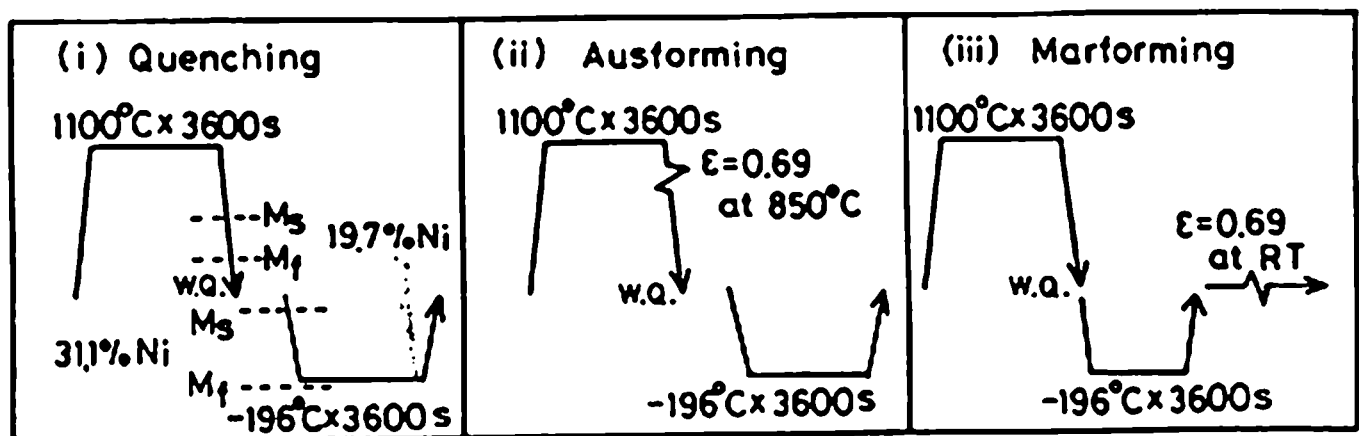 (i) Quenching
1100°C×3600s
Ms
Mf
19.7%Ni
W.Q.
Ms
31.1%Ni
Mf
-196°C×3600s
(ii) Ausforming
1100°C×3600s
ε=0.69
at 850°C
W.Q.
-196°C×3600s
(iii) Marforming
1100°C×3600s
ε=0.69
at RT
W.Q.
-196°C×3600s